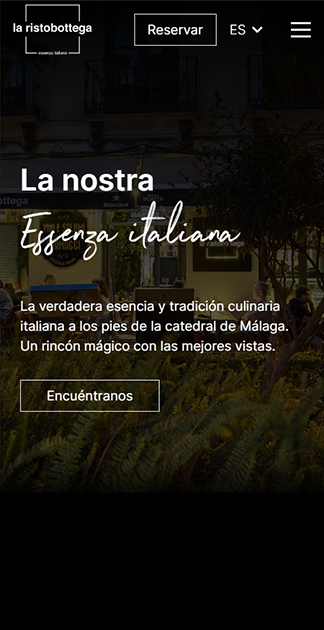 la ristobottega
essenza italiana
Reservar
ES
La nostra
Essenza italiana
La verdadera esencia y tradición culinaria
italiana a los pies de la catedral de Málaga.
Un rincón mágico con las mejores vistas.
Encuéntranos